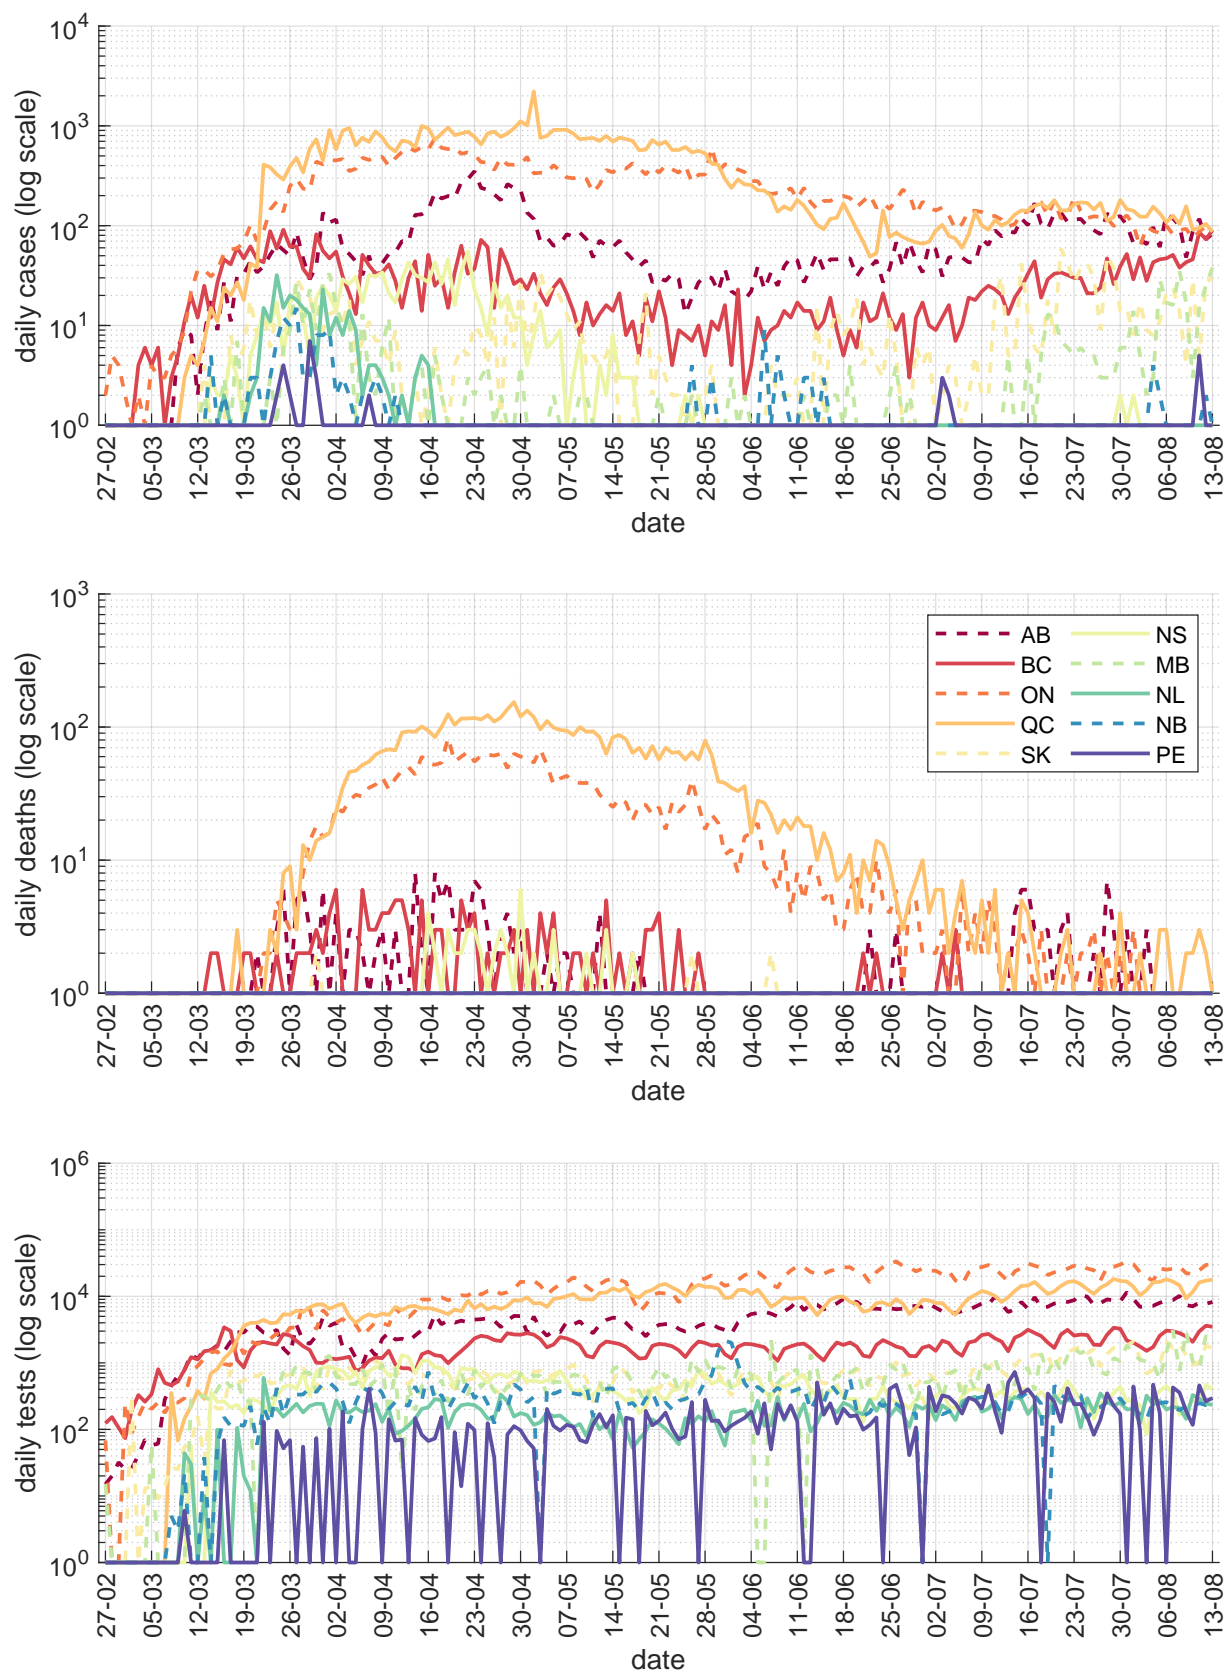 daily cases (log scale)
10^4
10^3
10^2
10^1
10^0
27-02 05-03 12-03 19-03 26-03 02-04 09-04 16-04 23-04 30-04 07-05 14-05 21-05 28-05 04-06 11-06 18-06 25-06 02-07 09-07 16-07 23-07 30-07 06-08 13-08
date
daily deaths (log scale)
10^3
10^2
10^1
10^0
AB NS
BC MB
ON NL
QC NB
SK PE
27-02 05-03 12-03 19-03 26-03 02-04 09-04 16-04 23-04 30-04 07-05 14-05 21-05 28-05 04-06 11-06 18-06 25-06 02-07 09-07 16-07 23-07 30-07 06-08 13-08
date
daily tests (log scale)
10^6
10^4
10^2
10^0
27-02 05-03 12-03 19-03 26-03 02-04 09-04 16-04 23-04 30-04 07-05 14-05 21-05 28-05 04-06 11-06 18-06 25-06 02-07 09-07 16-07 23-07 30-07 06-08 13-08
date